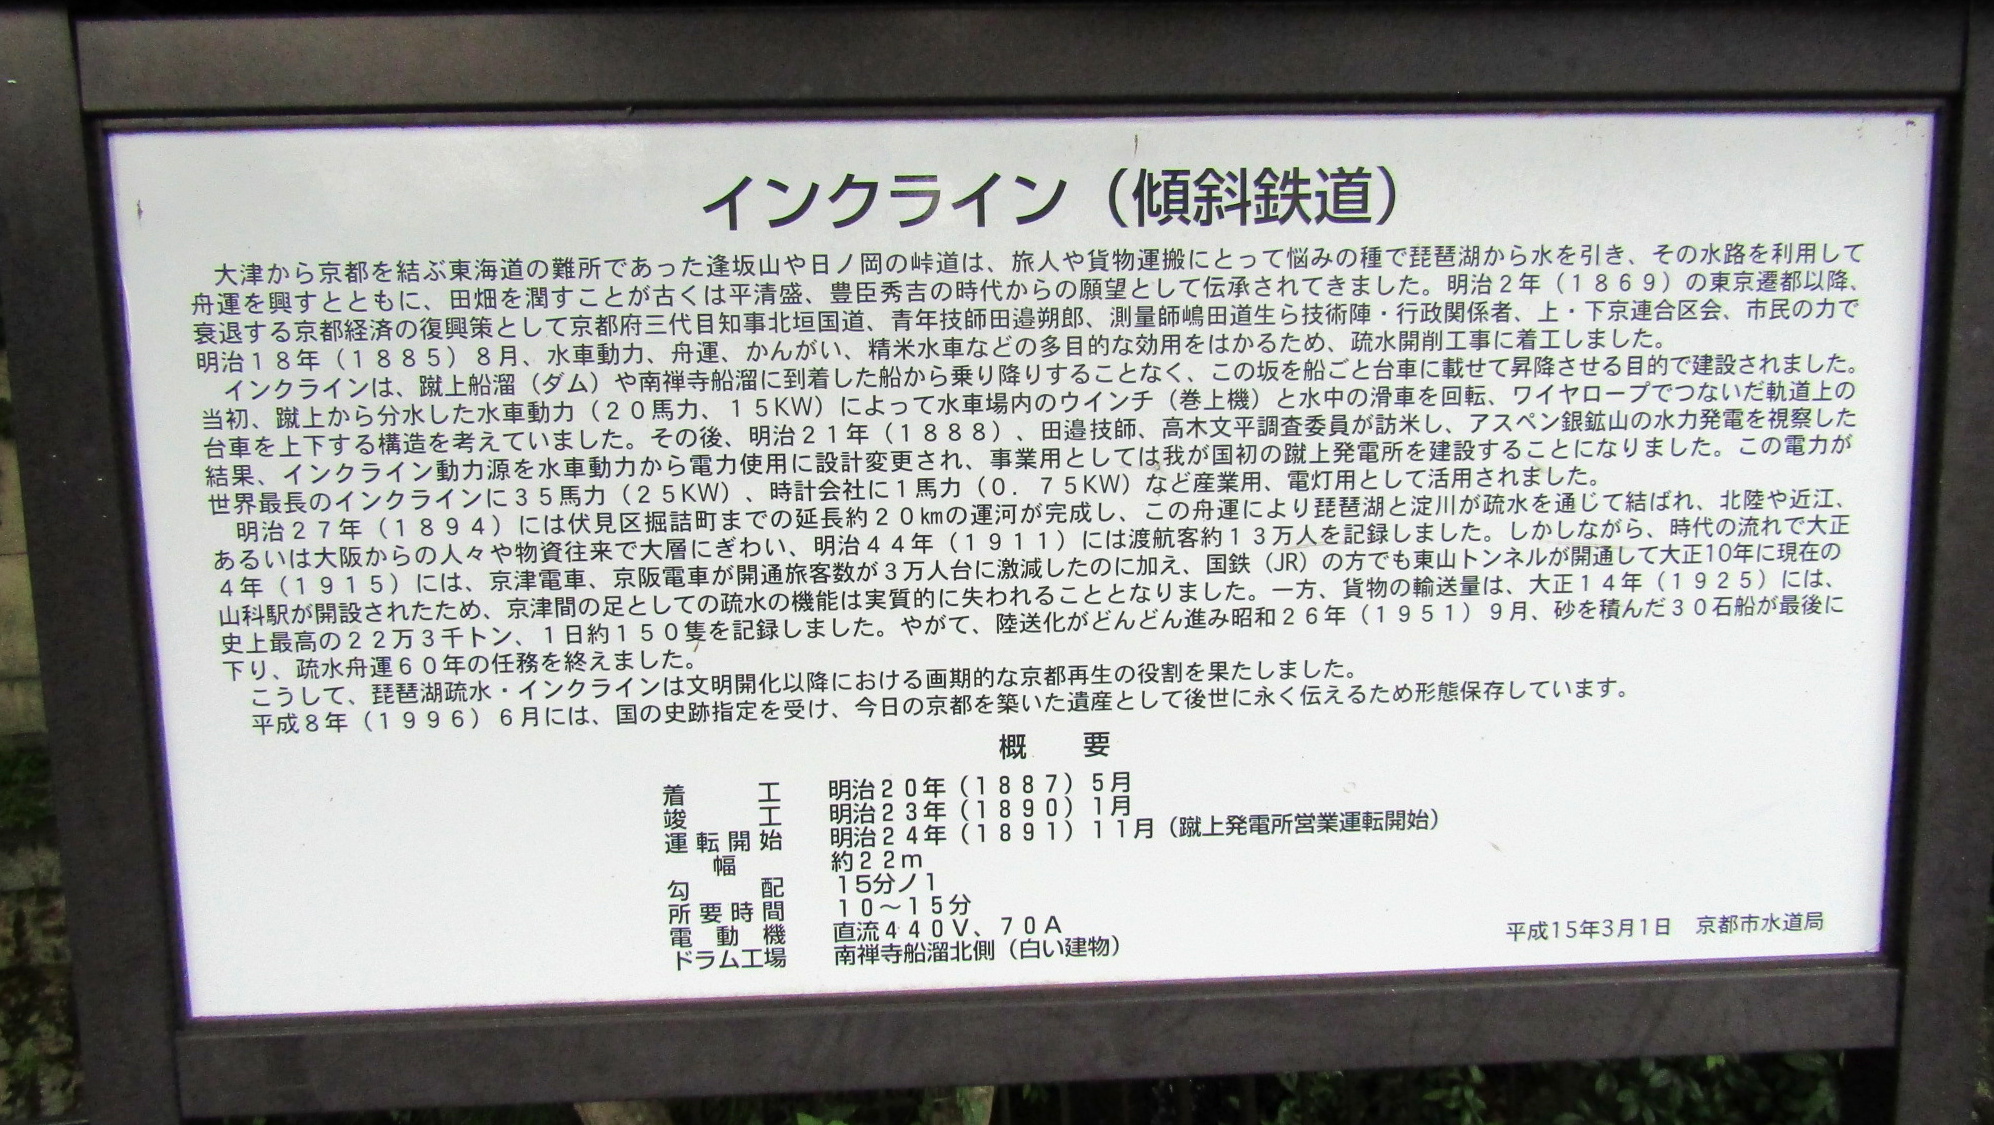 インクライン（傾斜鉄道）
大津から京都を結ぶ東海道の難所であった逢坂山や日ノ岡の峠道は、旅人や貨物運搬にとって悩みの種で琵琶湖から水を引き、その水路を利用して
舟運を興すとともに、田畑を潤すことが古くは平清盛、豊臣秀吉の時代からの願望として伝承されてきました。明治２年（１８６９）の東京遷都以降、
衰退する京都経済の復興策として京都府三代目知事北垣国道、青年技師田邉朔郎、測量師嶋田道生ら技術陣・行政関係者、上・下京連合区会、市民の力で
明治１８年（１８８５）８月、水車動力、舟運、かんがい、精米水車などの多目的な効用をはかるため、疏水開削工事に着工しました。
インクラインは、蹴上船溜（ダム）や南禅寺船溜に到着した船から乗り降りすることなく、この坂を船ごと台車に載せて昇降させる目的で建設されました。
当初、蹴上から分水した水車動力（２０馬力、１５KW）によって水車場内のウインチ（巻上機）と水中の滑車を回転、ワイヤロープでつないだ軌道上の
台車を上下する構造を考えていました。その後、明治２１年（１８８８）、田邉技師、高木文平調査委員が訪米し、アスペン銀鉱山の水力発電を視察した
結果、インクライン動力源を水車動力から電力使用に設計変更され、事業用としては我が国初の蹴上発電所を建設することになりました。この電力が
世界最長のインクラインに３５馬力（２５KW）、時計会社に１馬力（０．７５KW）など産業用、電灯用として活用されました。
明治２７年（１８９４）には伏見区堀詰町までの延長約２０㎞の運河が完成し、この舟運により琵琶湖と淀川が疏水を通じて結ばれ、北陸や近江、
あるいは大阪からの人々や物資往来で大層にぎわい、明治４４年（１９１１）には渡航客約１３万人を記録しました。しかしながら、時代の流れで大正
４年（１９１５）には、京津電車、京阪電車が開通旅客数が３万人台に激減したのに加え、国鉄（JR）の方でも東山トンネルが開通して大正10年に現在の
山科駅が開設されたため、京津間の足としての疏水の機能は実質的に失われることとなりました。一方、貨物の輸送量は、大正１４年（１９２５）には、
史上最高の２２万３千トン、１日約１５０隻を記録しました。やがて、陸送化がどんどん進み昭和２６年（１９５１）９月、砂を積んだ３０石船が最後に
下り、疏水舟運６０年の任務を終えました。
こうして、琵琶湖疏水・インクラインは文明開化以降における画期的な京都再生の役割を果たしました。
平成８年（１９９６）６月には、国の史跡指定を受け、今日の京都を築いた遺産として後世に永く伝えるため形態保存しています。
概　要
着工　明治２０年（１８８７）５月
竣工　明治２３年（１８９０）１月
運転開始　明治２４年（１８９１）１１月（蹴上発電所営業運転開始）
幅　約２２ｍ
勾配　１５分ノ１
所要時間　１０～１５分
電動機　直流４４０Ｖ、７０Ａ
ドラム工場　南禅寺船溜北側（白い建物）
平成15年3月1日　京都市水道局